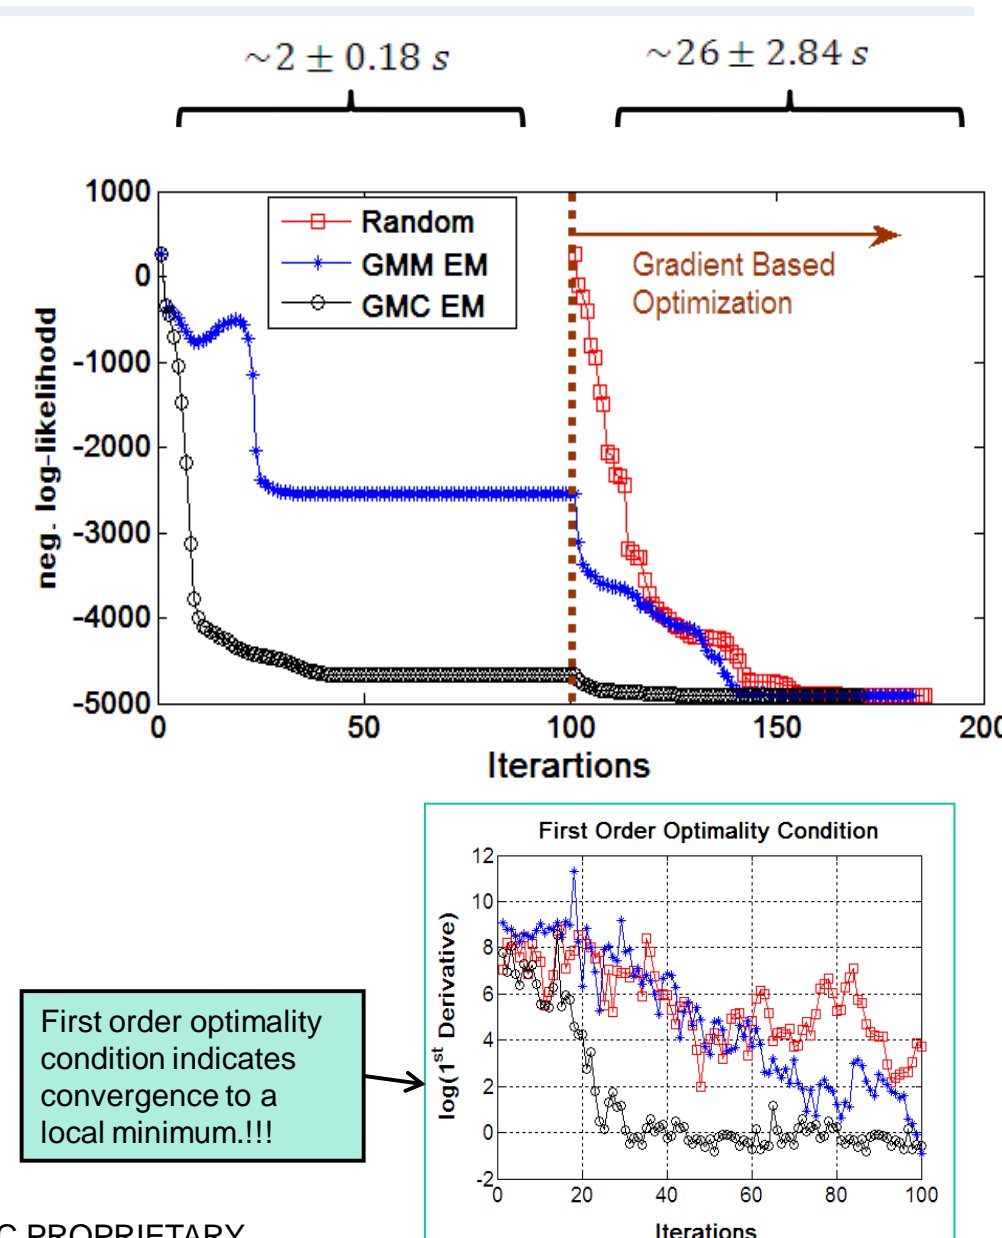 ~2 ± 0.18 s
~26 ± 2.84 s
1000
0
-1000
-2000
-3000
-4000
-5000
neg. log-likelihodd
Random
GMM EM
GMC EM
Gradient Based
Optimization
0
50
100
150
200
Iterartions
First Order Optimality Condition
12
10
8
6
4
2
0
-2
log(1st Derivative)
0
20
40
60
80
100
Iterations
First order optimality
condition indicates
convergence to a
local minimum.!!!
C PROPRIETARY